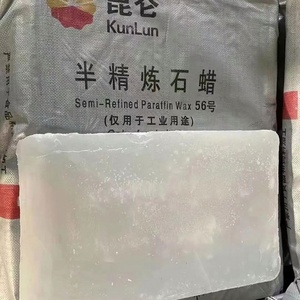 昆仑
KunLun
半精炼石蜡
Semi-Refined Paraffin Wax 56号
(仅用于工业用途)